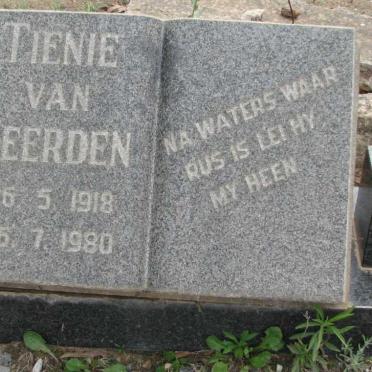 TIENIE
VAN
EERDEN
6 5 1918
5.7.1980
NA WATERS WAAR
RUS IS LEI HY
MY HEEN